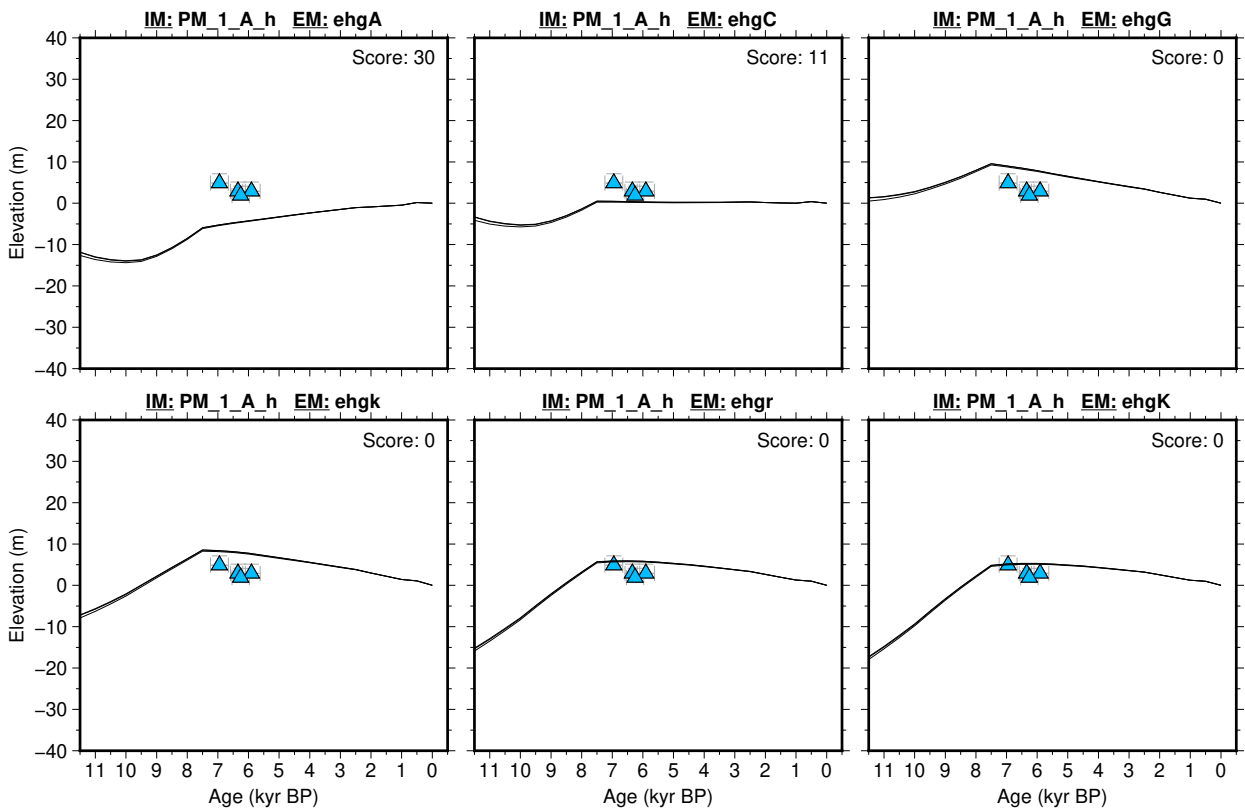 IM: PM_1_A_h EM: ehgA
IM: PM_1_A_h EM: ehgC
IM: PM_1_A_h EM: ehgG
40
30
20
10
0
−10
−20
−30
−40
Elevation (m)
Score: 30
Score: 11
Score: 0
IM: PM_1_A_h EM: ehgk
IM: PM_1_A_h EM: ehgr
IM: PM_1_A_h EM: ehgK
40
30
20
10
0
−10
−20
−30
−40
Elevation (m)
Score: 0
Score: 0
Score: 0
11 10 9 8 7 6 5 4 3 2 1 0
11 10 9 8 7 6 5 4 3 2 1 0
11 10 9 8 7 6 5 4 3 2 1 0
Age (kyr BP)
Age (kyr BP)
Age (kyr BP)